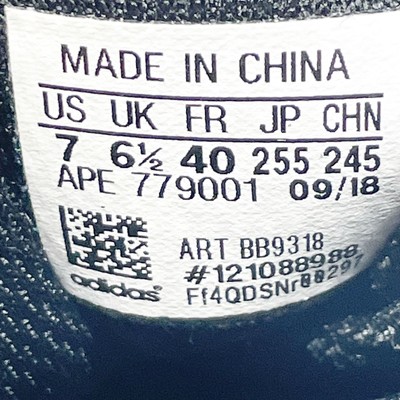 MADE IN CHINA
US UK FR JP CHN
7 6½ 40 255 245
APE 779001 09/18
ART BB9318
#121088988
adidas Ff4QDSNr00297